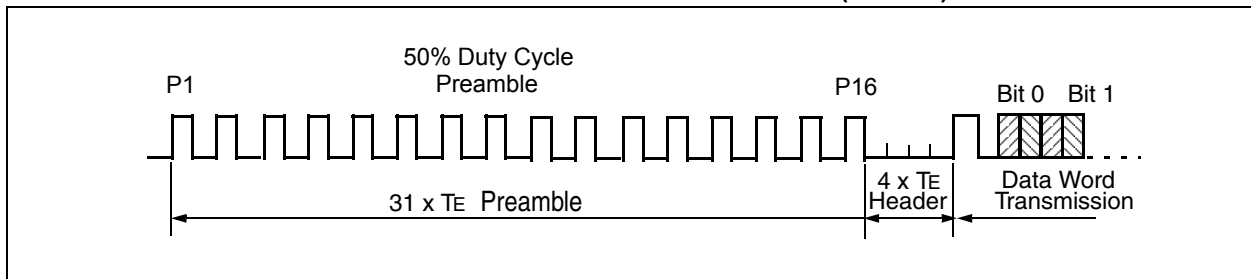 50% Duty Cycle
Preamble
P1
P16
Bit 0 Bit 1
31 x TE Preamble
4 x TE
Header
Data Word
Transmission